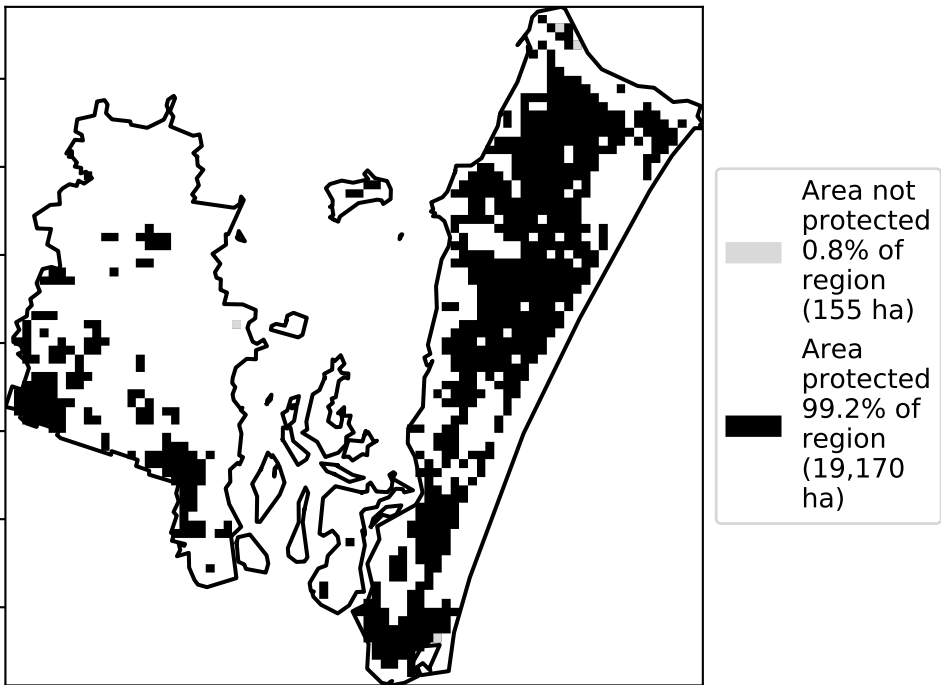 Area not
protected
0.8% of
region
(155 ha)
Area
protected
99.2% of
region
(19,170
ha)